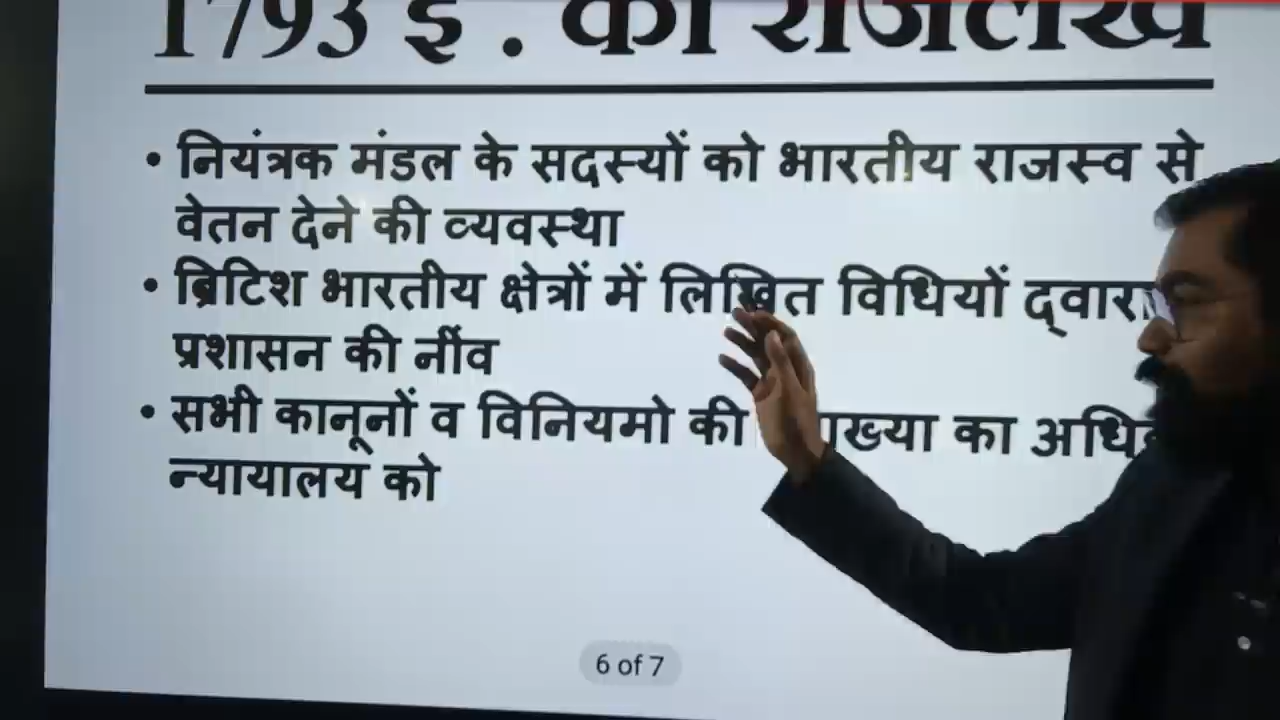 1793 इ . का राजलेख
• नियंत्रक मंडल के सदस्यों को भारतीय राजस्व से
वेतन देने की व्यवस्था
• ब्रिटिश भारतीय क्षेत्रों में लिखित विधियों द्वारा
प्रशासन की नींव
• सभी कानूनों व विनियमो की का
न्यायालय को
6 of 7